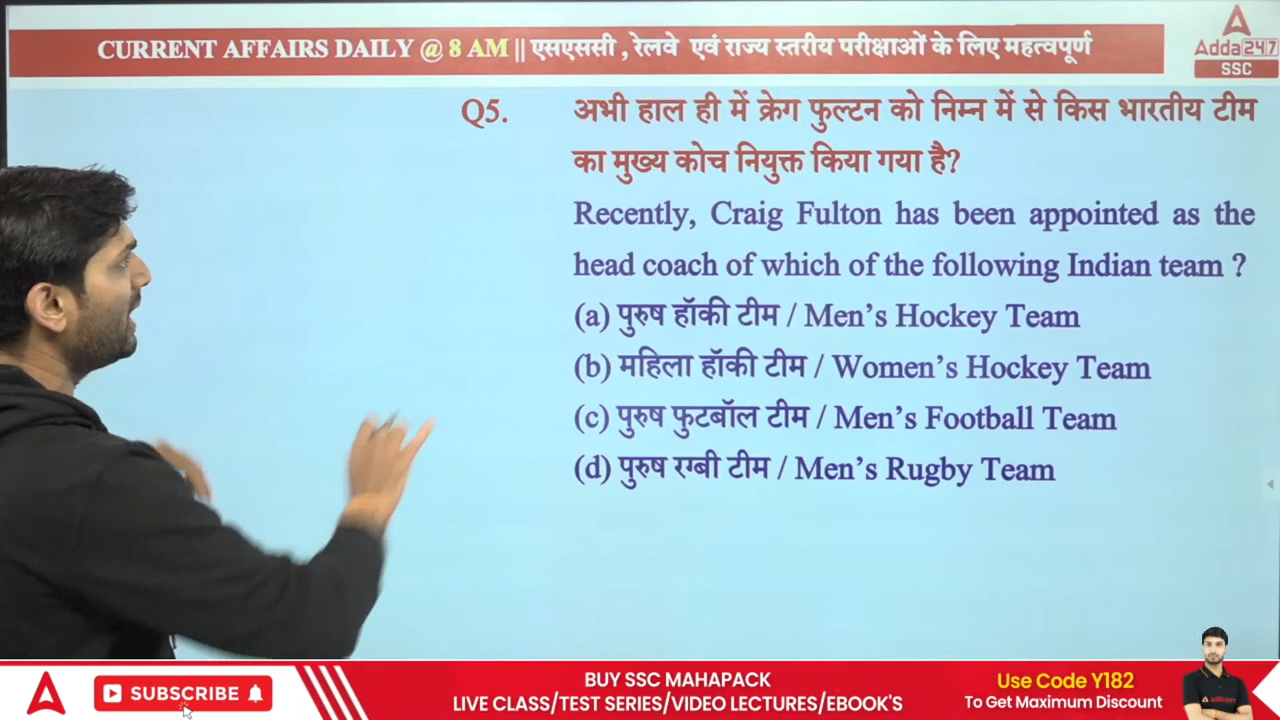 CURRENT AFFAIRS DAILY @ 8 AM || एसएससी , रेलवे एवं राज्य स्तरीय परीक्षाओं के लिए महत्वपूर्ण
Adda247
SSC
Q5. अभी हाल ही में क्रेग फुल्टन को निम्न में से किस भारतीय टीम
का मुख्य कोच नियुक्त किया गया है?
Recently, Craig Fulton has been appointed as the
head coach of which of the following Indian team ?
(a) पुरुष हॉकी टीम / Men’s Hockey Team
(b) महिला हॉकी टीम / Women’s Hockey Team
(c) पुरुष फुटबॉल टीम / Men’s Football Team
(d) पुरुष रग्बी टीम / Men’s Rugby Team
SUBSCRIBE
BUY SSC MAHAPACK
LIVE CLASS/TEST SERIES/VIDEO LECTURES/EBOOK'S
Use Code Y182
To Get Maximum Discount